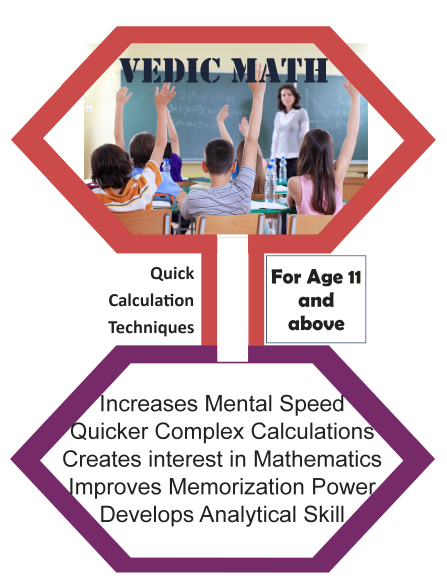 VEDIC MATH
Quick
Calculation
Techniques
For Age 11
and
above
Increases Mental Speed
Quicker Complex Calculations
Creates interest in Mathematics
Improves Memorization Power
Develops Analytical Skill